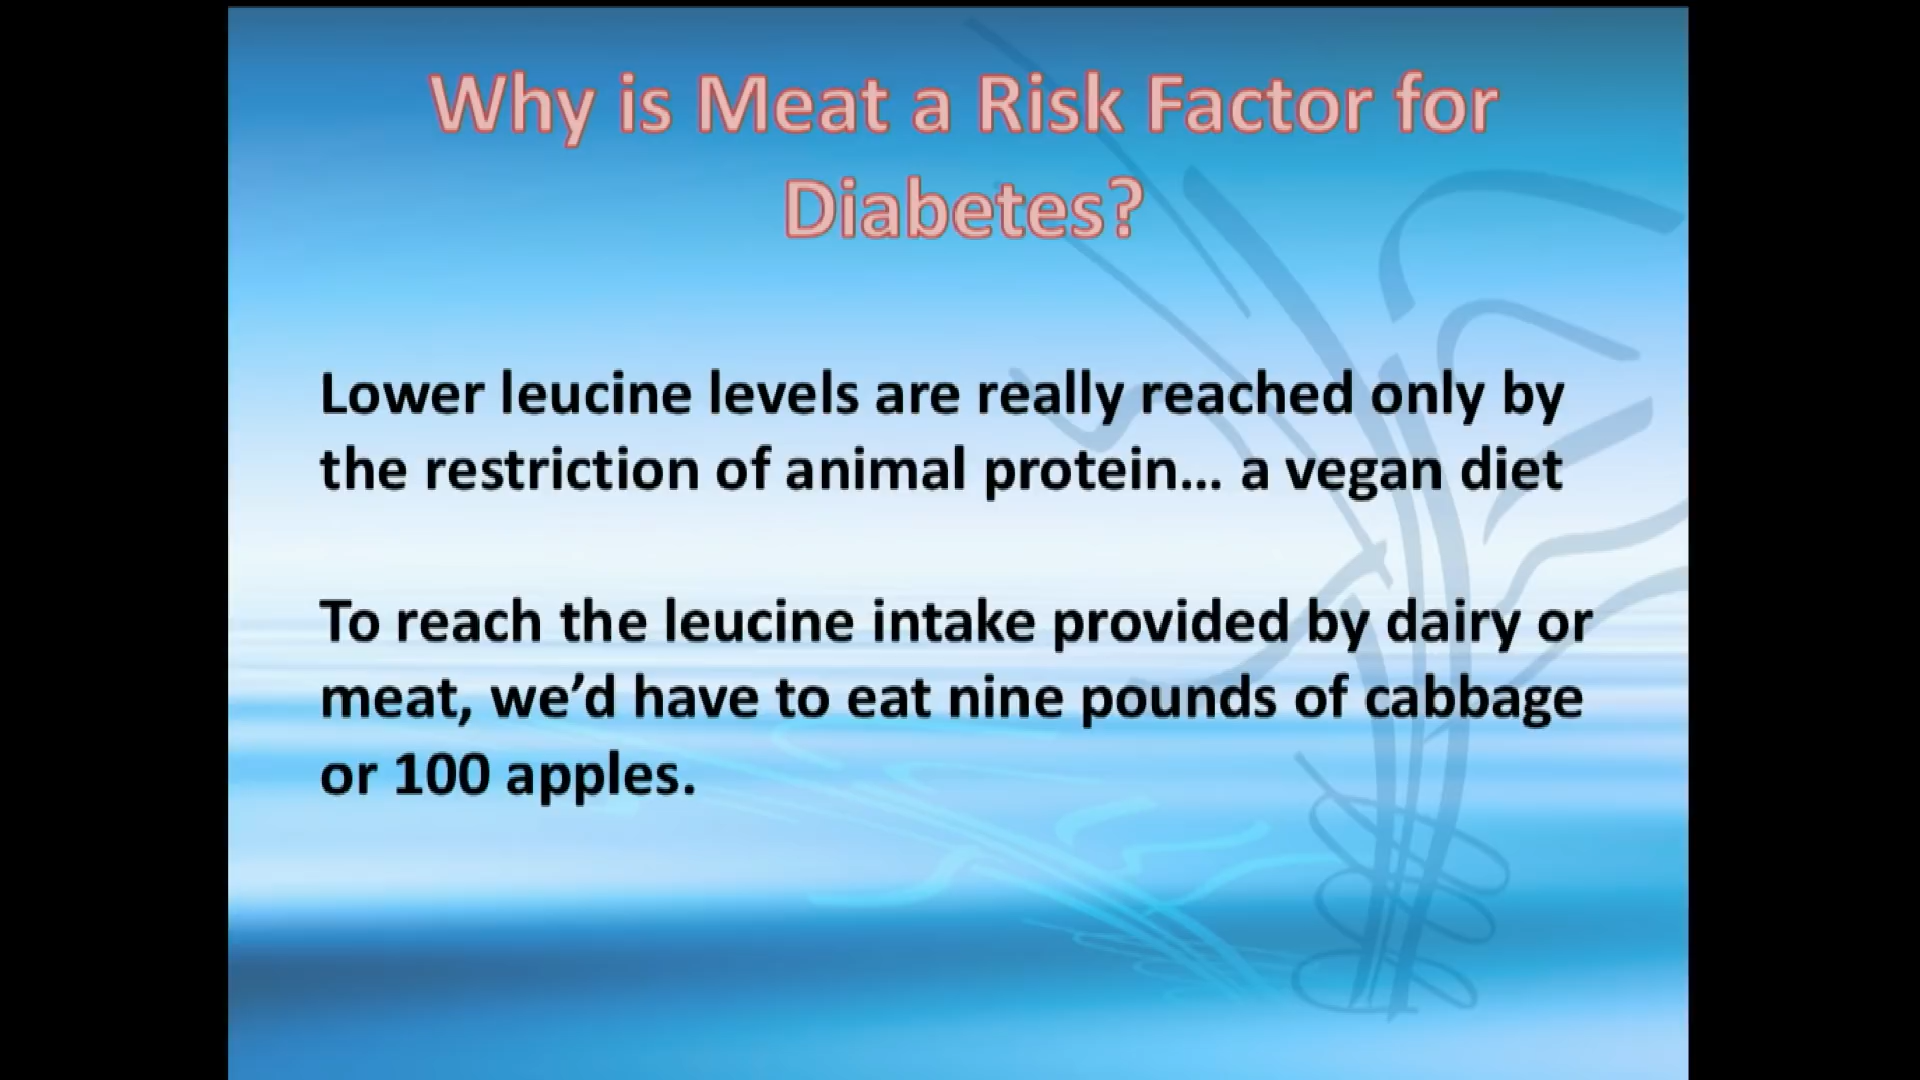 Why is Meat a Risk Factor for
Diabetes?
Lower leucine levels are really reached only by
the restriction of animal protein... a vegan diet
To reach the leucine intake provided by dairy or
meat, we’d have to eat nine pounds of cabbage
or 100 apples.